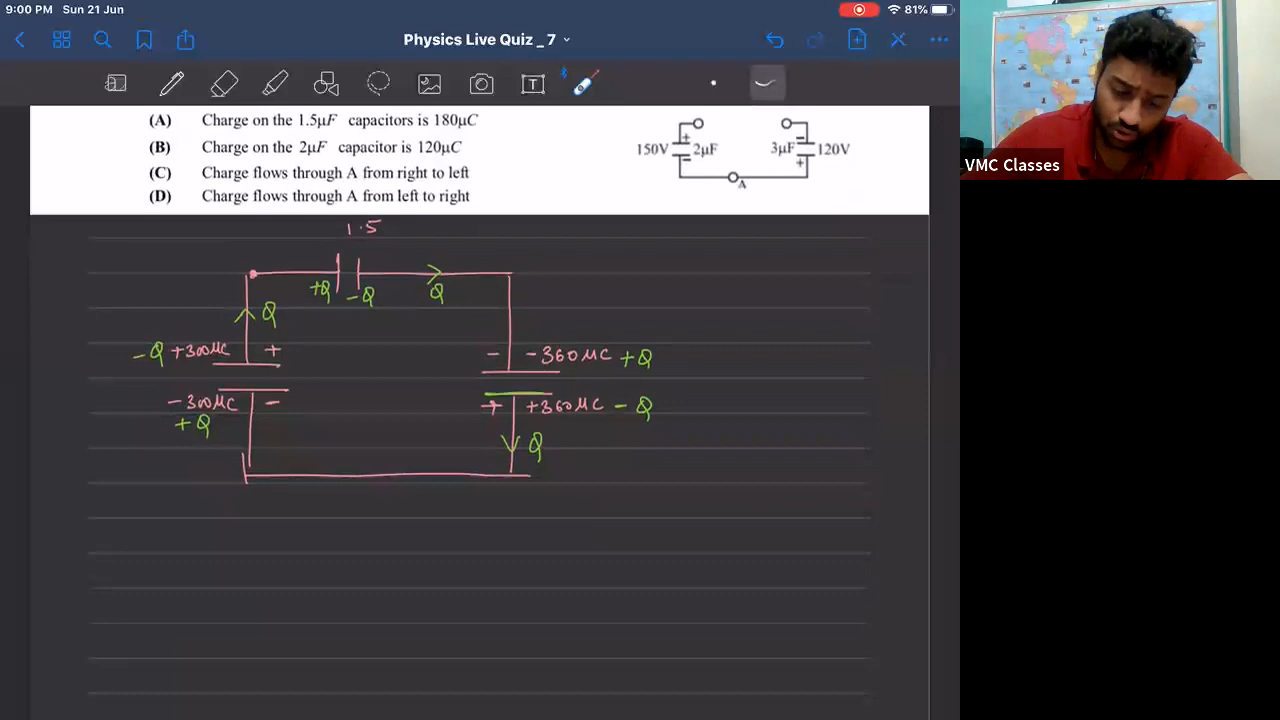 9:00 PM Sun 21 Jun
81%
Physics Live Quiz _ 7
T
VMC Classes
(A) Charge on the 1.5μF capacitors is 180μC
(B) Charge on the 2μF capacitor is 120μC
(C) Charge flows through A from right to left
(D) Charge flows through A from left to right
150V + 2μF - 3μF - + 120V
A
1.5
+Q -Q Q
Q
-Q +300μC + - -360μC +Q
-300μC - + +360μC -Q
+Q
Q